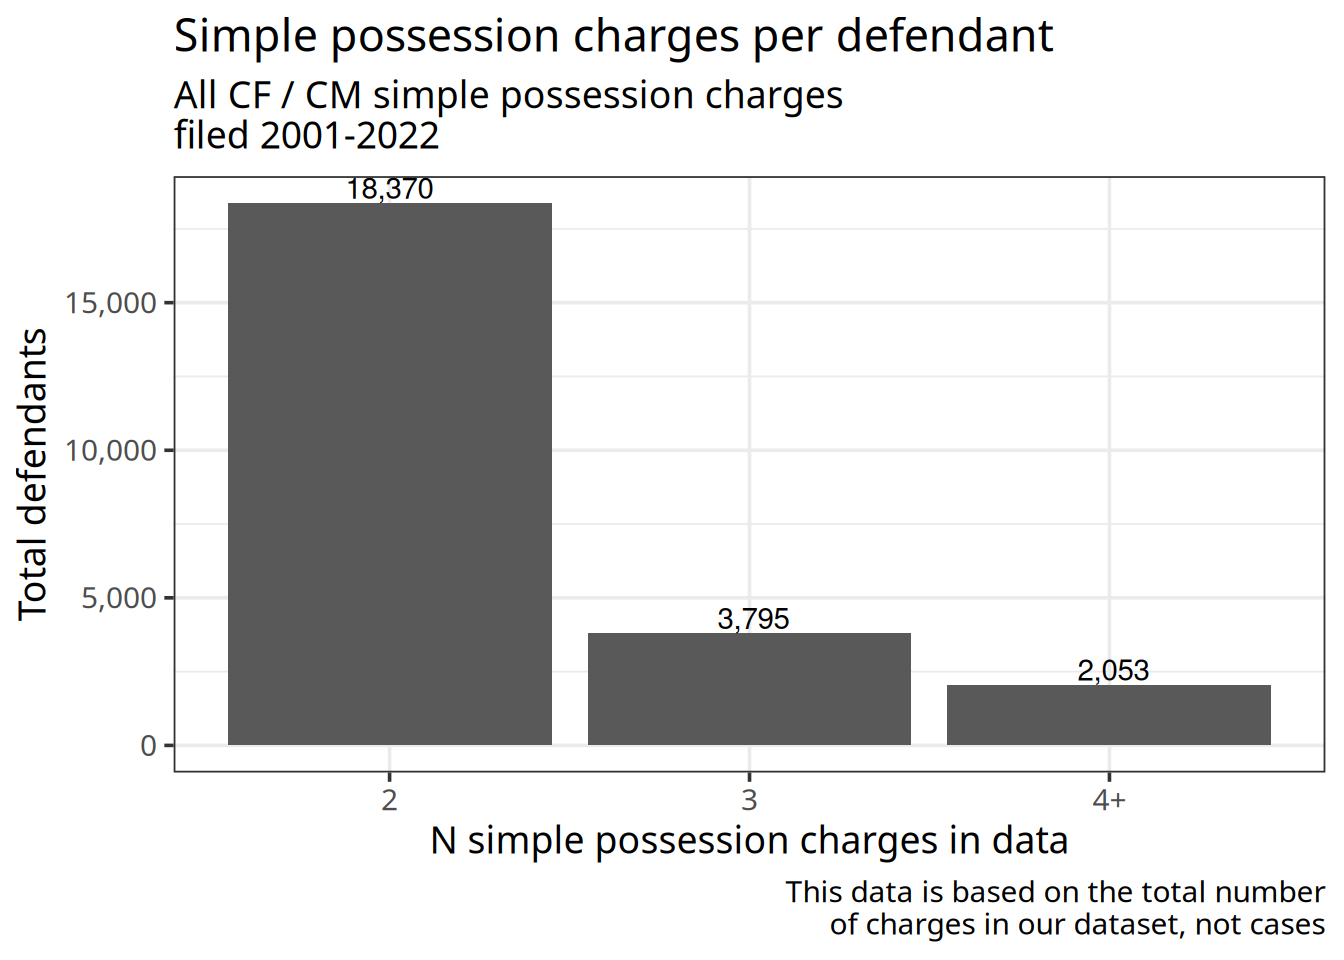 Simple possession charges per defendant
All CF / CM simple possession charges
filed 2001-2022
18,370
15,000
10,000
5,000
0
3,795
2,053
Total defendants
2
3
4+
N simple possession charges in data
This data is based on the total number
of charges in our dataset, not cases